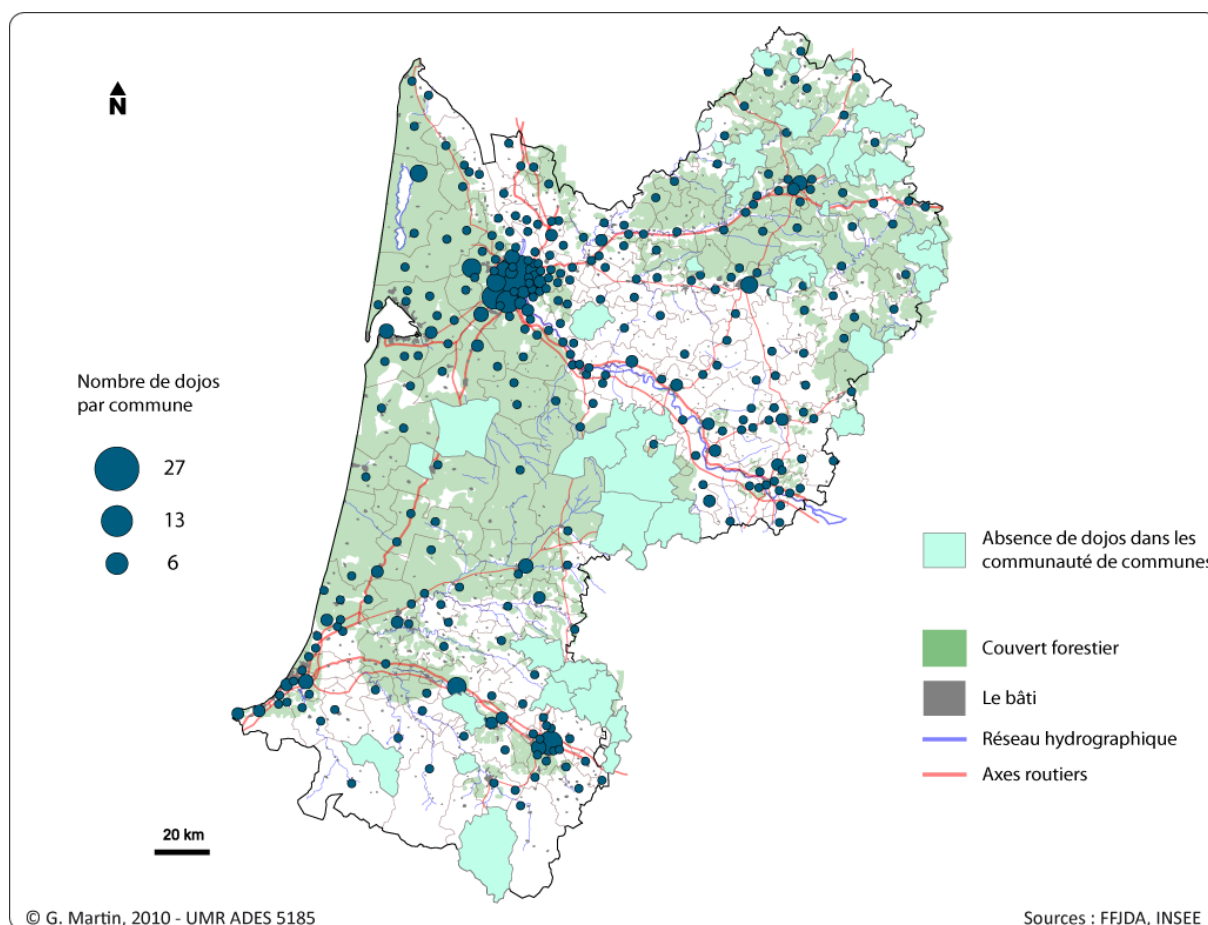 N
Nombre de dojos
par commune
27
13
6
20 km
Absence de dojos dans les
communauté de communes
Couvert forestier
Le bâti
Réseau hydrographique
Axes routiers
© G. Martin, 2010 - UMR ADES 5185
Sources : FFJDA, INSEE